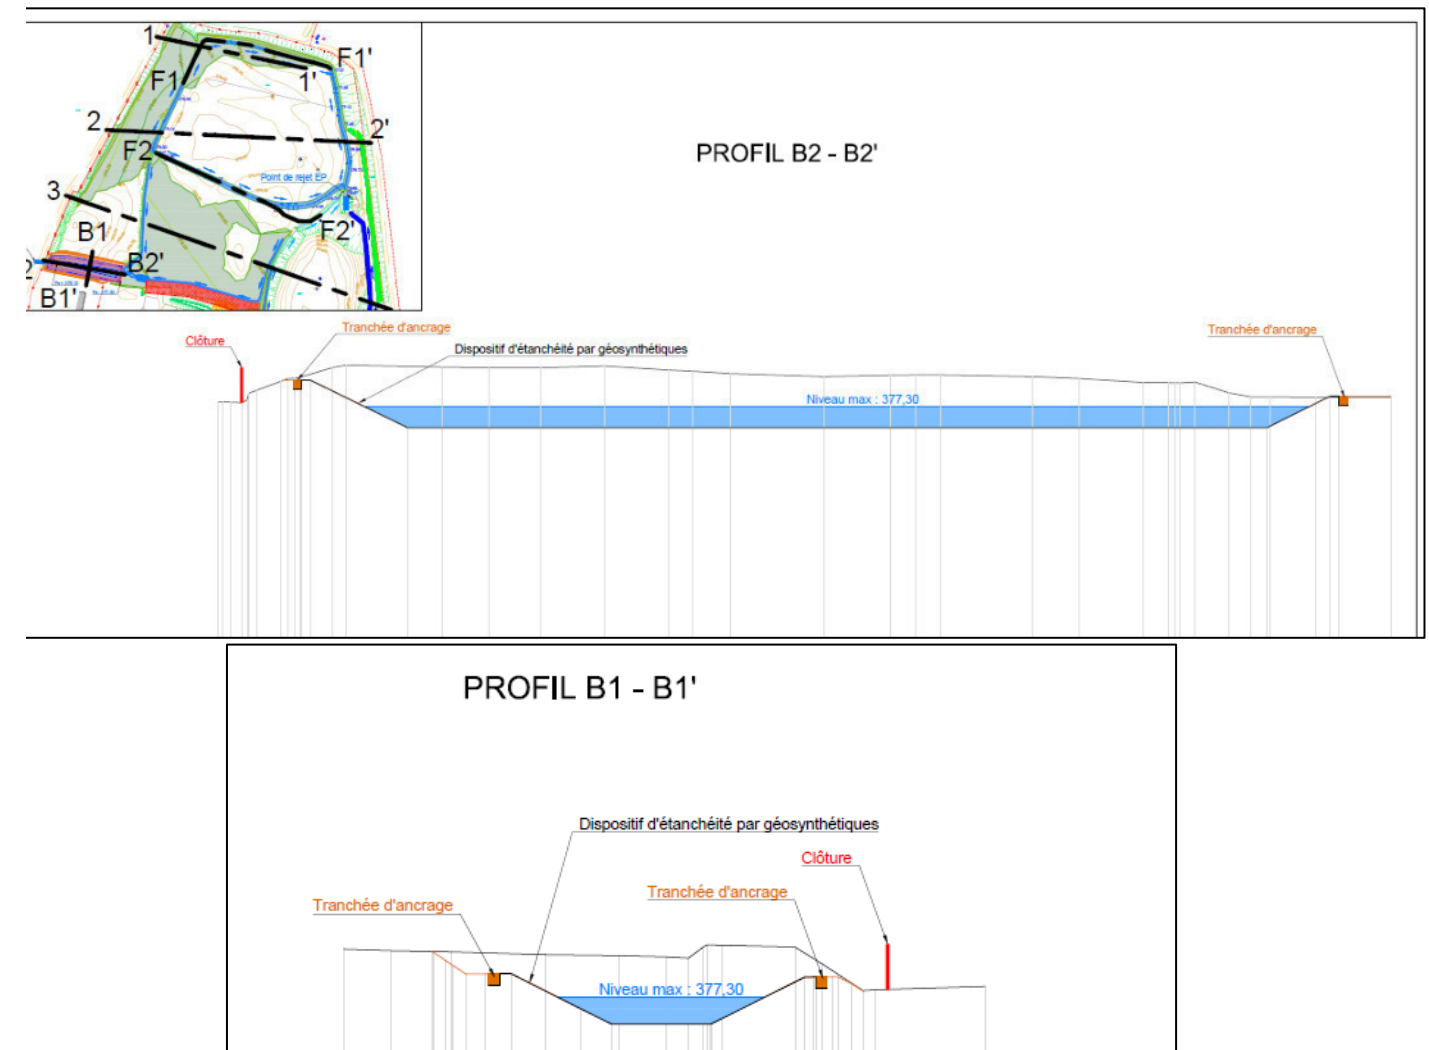 1
F1'
F1
1'
2
2'
F2
Point de rejet EP
3
F2'
B1
B2'
B1'
PROFIL B2 - B2'
Tranchée d'ancrage
Clôture
Dispositif d'étanchéité par géosynthétiques
Tranchée d'ancrage
Niveau max : 377,30
PROFIL B1 - B1'
Dispositif d'étanchéité par géosynthétiques
Clôture
Tranchée d'ancrage
Tranchée d'ancrage
Niveau max : 377,30